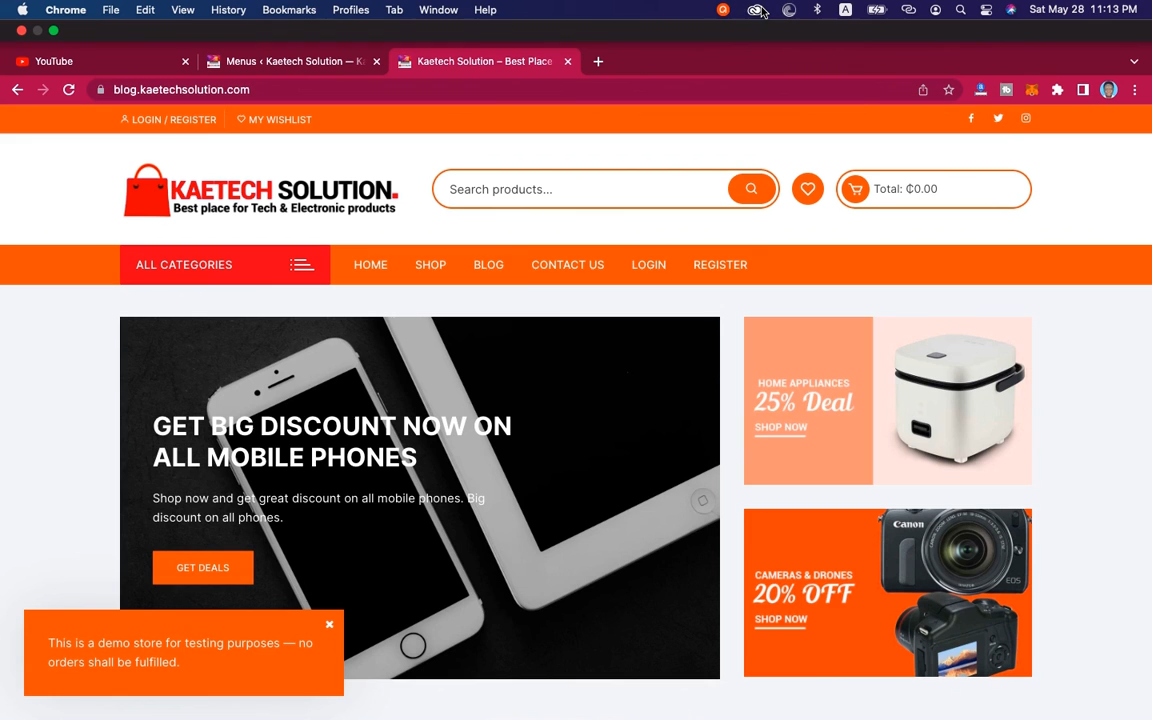 Chrome File Edit View History Bookmarks Profiles Tab Window Help A Sat May 28 11:13 PM
YouTube Menus ‹ Kaetech Solution — K Kaetech Solution – Best Place
blog.kaetechsolution.com
LOGIN / REGISTER MY WISHLIST
KAETECH SOLUTION.
Best place for Tech & Electronic products
Search products...
Total: ₵0.00
ALL CATEGORIES HOME SHOP BLOG CONTACT US LOGIN REGISTER
GET BIG DISCOUNT NOW ON
ALL MOBILE PHONES
Shop now and get great discount on all mobile phones. Big
discount on all phones.
GET DEALS
HOME APPLIANCES
25% Deal
SHOP NOW
CAMERAS & DRONES
20% OFF
SHOP NOW
Canon
EOS
This is a demo store for testing purposes — no
orders shall be fulfilled.